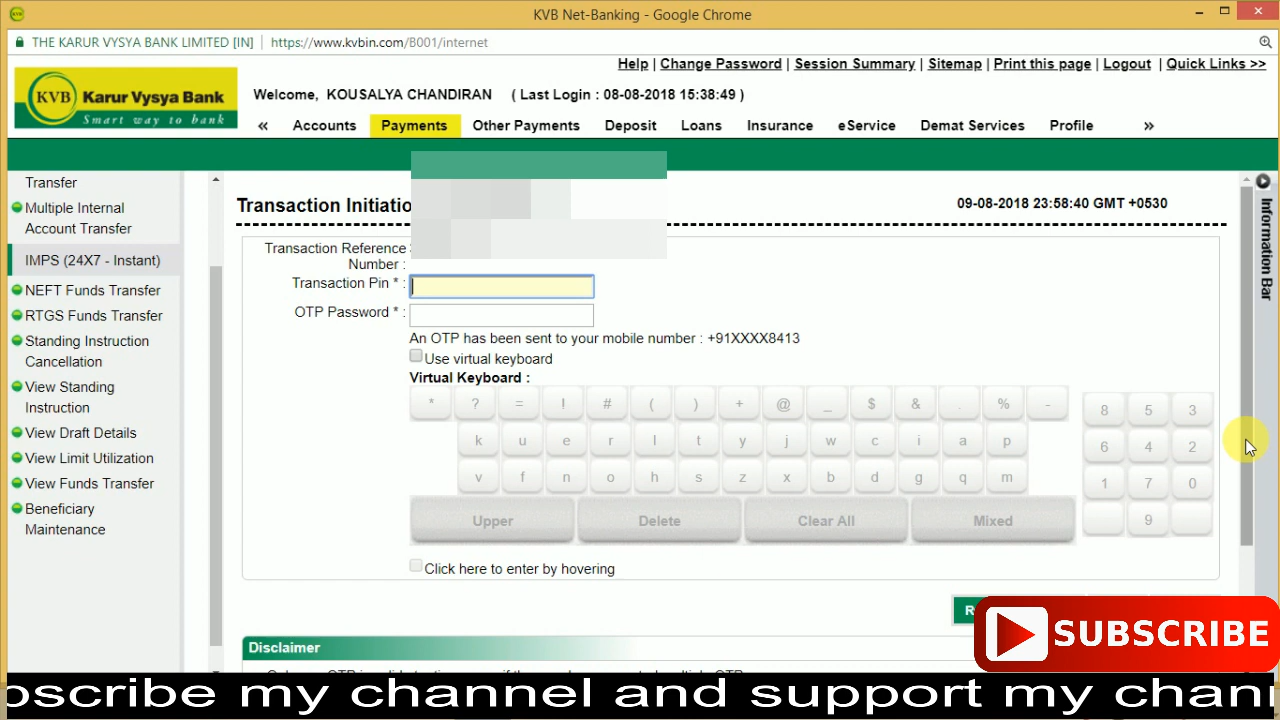 KVB Net-Banking - Google Chrome
THE KARUR VYSYA BANK LIMITED [IN] https://www.kvbin.com/B001/internet
Help | Change Password | Session Summary | Sitemap | Print this page | Logout | Quick Links >>
KVB Karur Vysya Bank
Smart way to bank
Welcome, KOUSALYA CHANDIRAN ( Last Login : 08-08-2018 15:38:49 )
« Accounts Payments Other Payments Deposit Loans Insurance eService Demat Services Profile »
Transfer
Multiple Internal
Account Transfer
IMPS (24X7 - Instant)
NEFT Funds Transfer
RTGS Funds Transfer
Standing Instruction
Cancellation
View Standing
Instruction
View Draft Details
View Limit Utilization
View Funds Transfer
Beneficiary
Maintenance
Transaction Initiatio
09-08-2018 23:58:40 GMT +0530
Transaction Reference
Number :
Transaction Pin * :
OTP Password * :
An OTP has been sent to your mobile number : +91XXXX8413
Use virtual keyboard
Virtual Keyboard :
* ? = ! # ( ) + @ _ $ & . % - 8 5 3
k u e r l t y j w c i a p 6 4 2
v f n o h s z x b d g q m 1 7 0
Upper Delete Clear All Mixed 9
Click here to enter by hovering
Information Bar
R
Disclaimer
SUBSCRIBE
bscribe my channel and support my chann